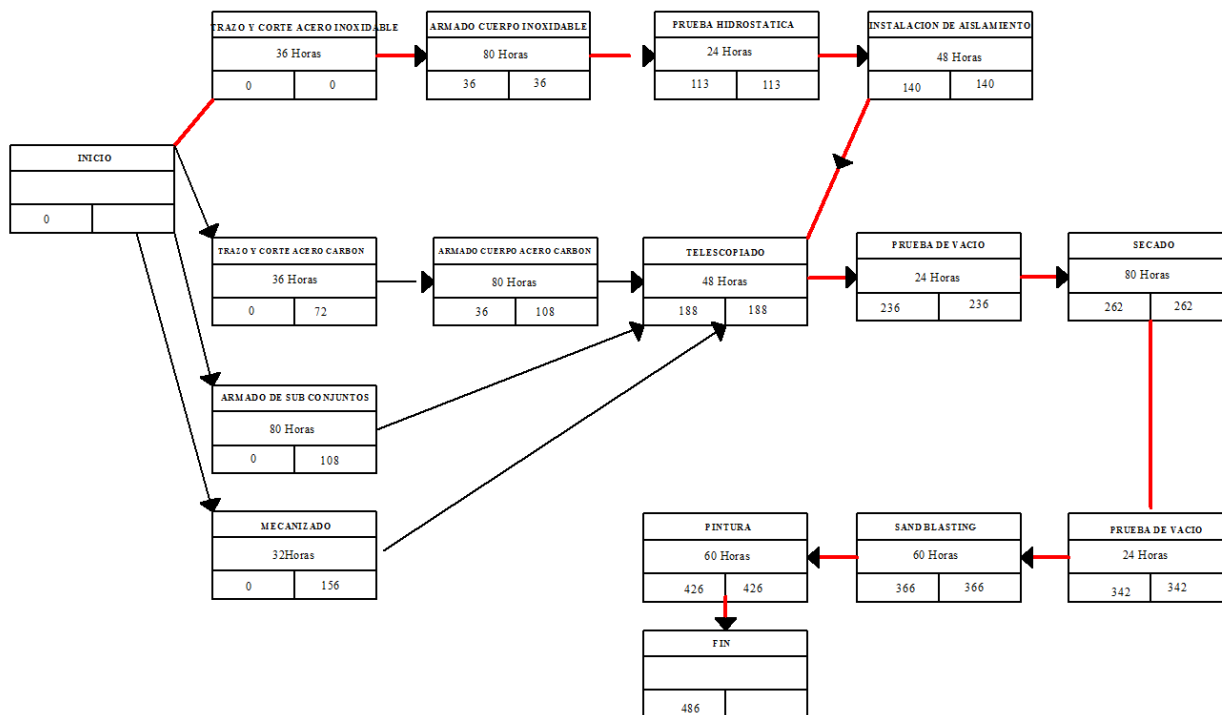 TRAZO Y CORTE ACERO INOXIDABLE
36 Horas
0 0
ARMADO CUERPO INOXIDABLE
80 Horas
36 36
PRUEBA HIDROSTATICA
24 Horas
113 113
INSTALACION DE AISLAMIENTO
48 Horas
140 140
INICIO
0
TRAZO Y CORTE ACERO CARBON
36 Horas
0 72
ARMADO CUERPO ACERO CARBON
80 Horas
36 108
TELESCOPIADO
48 Horas
188 188
PRUEBA DE VACIO
24 Horas
236 236
SECADO
80 Horas
262 262
ARMADO DE SUB CONJUNTOS
80 Horas
0 108
MECANIZADO
32Horas
0 156
PINTURA
60 Horas
426 426
SANDBLASTING
60 Horas
366 366
PRUEBA DE VACIO
24 Horas
342 342
FIN
486